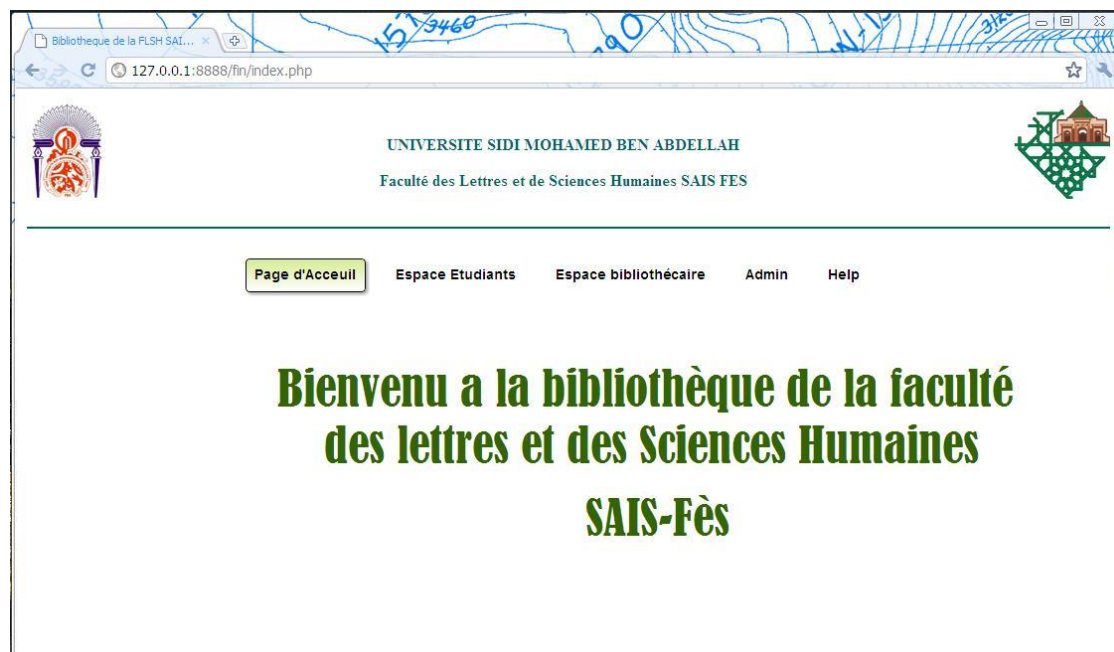 3460
Bibliotheque de la FLSH SAI...
127.0.0.1:8888/fin/index.php
UNIVERSITE SIDI MOHAMED BEN ABDELLAH
Faculté des Lettres et de Sciences Humaines SAIS FES
Page d'Acceuil Espace Etudiants Espace bibliothécaire Admin Help
Bienvenu a la bibliothèque de la faculté
des lettres et des Sciences Humaines
SAIS-Fès